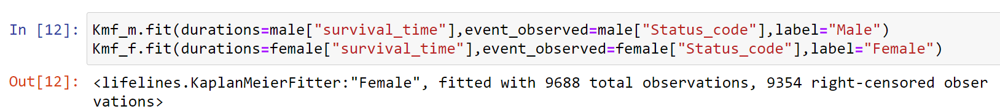 In [12]: Kmf_m.fit(durations=male["survival_time"],event_observed=male["Status_code"],label="Male")
Kmf_f.fit(durations=female["survival_time"],event_observed=female["Status_code"],label="Female")
Out[12]: <lifelines.KaplanMeierFitter:"Female", fitted with 9688 total observations, 9354 right-censored obser
vations>